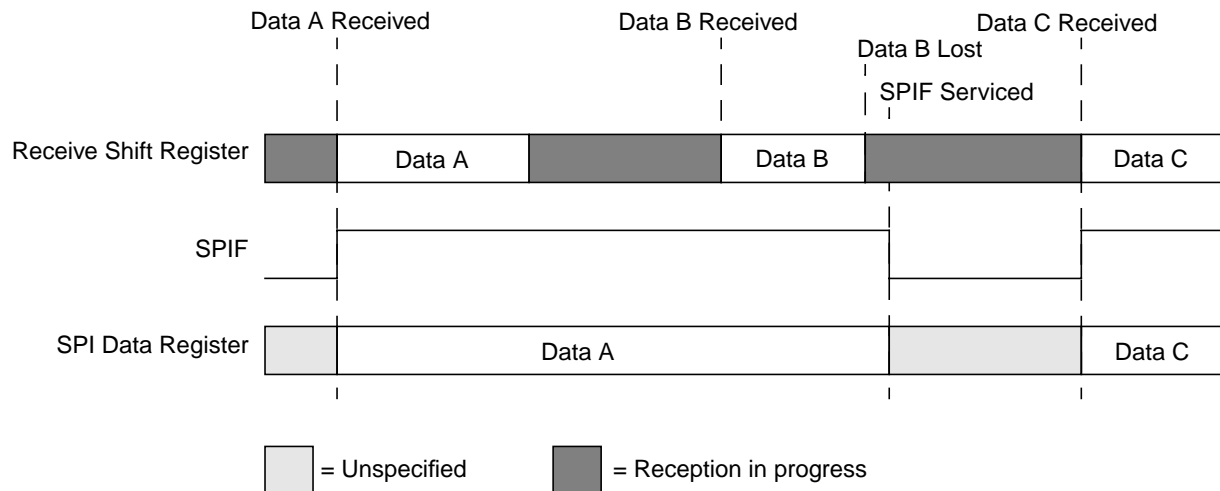 Data A Received
Data B Received
Data C Received
Data B Lost
SPIF Serviced
Receive Shift Register
Data A
Data B
Data C
SPIF
SPI Data Register
Data A
Data C
= Unspecified
= Reception in progress